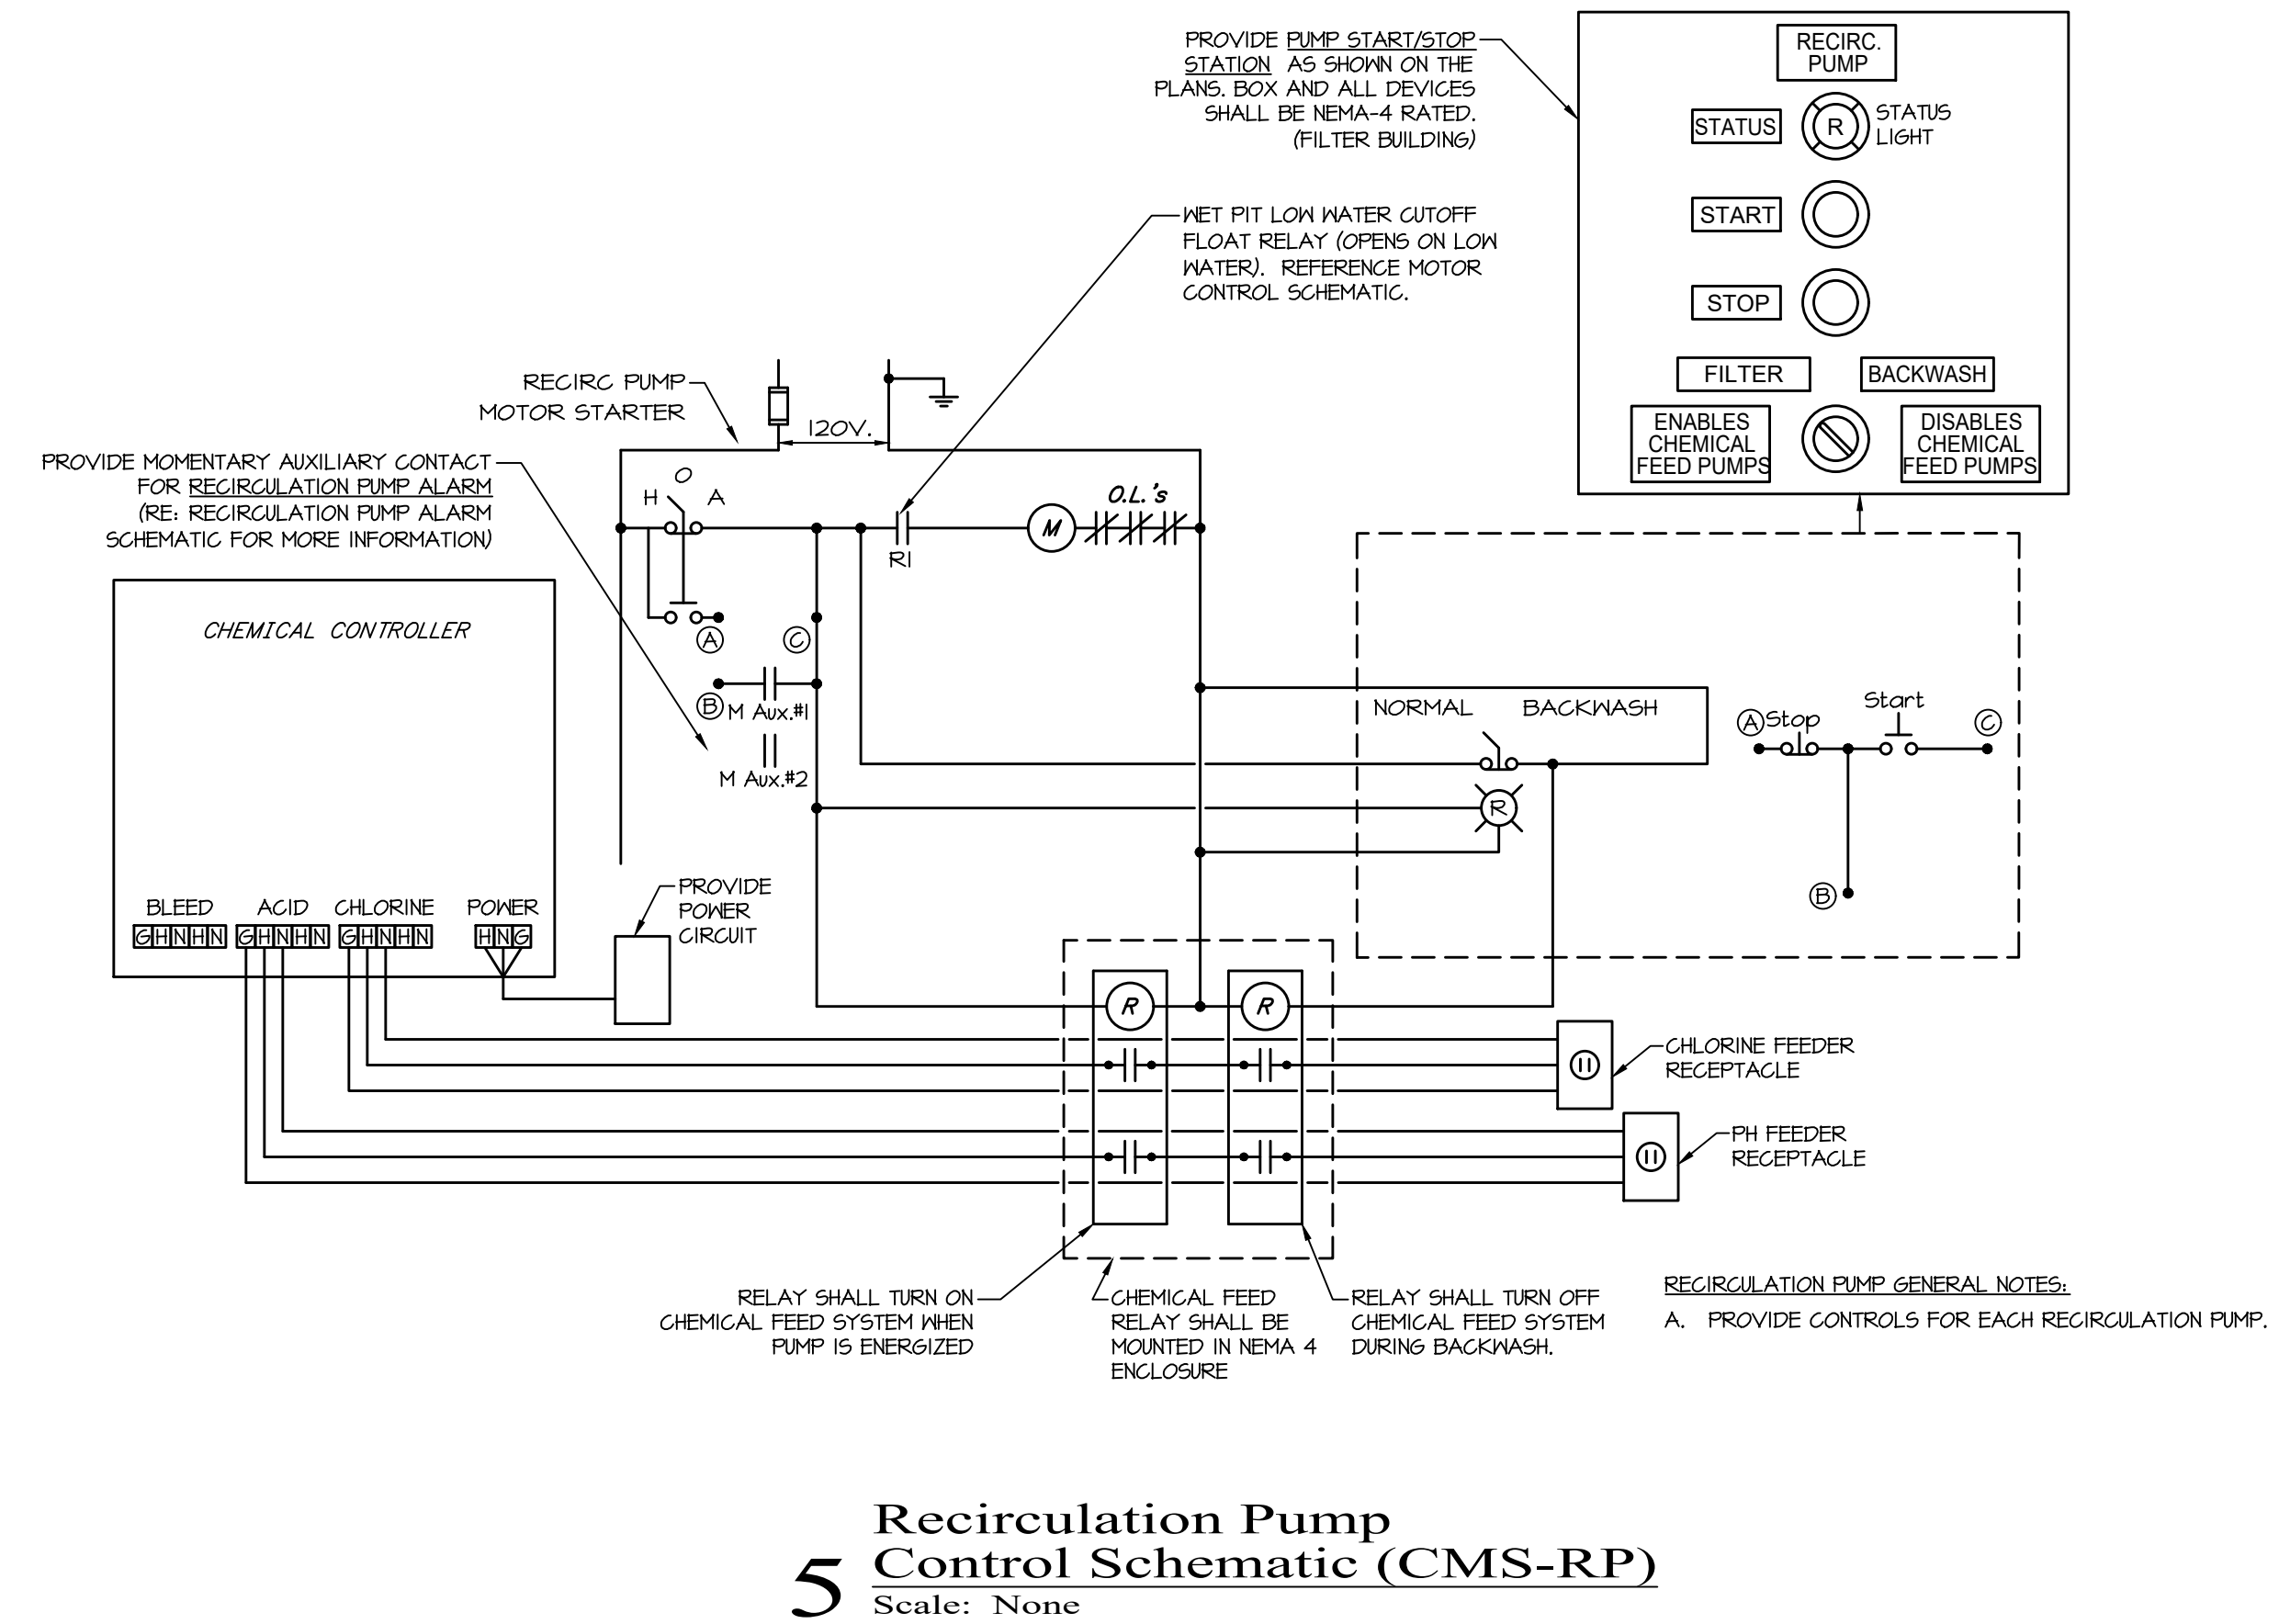 PROVIDE PUMP START/STOP
STATION AS SHOWN ON THE
PLANS. BOX AND ALL DEVICES
SHALL BE NEMA-4 RATED.
(FILTER BUILDING)
RECIRC.
PUMP
STATUS
R
STATUS
LIGHT
START
STOP
FILTER
BACKWASH
ENABLES
CHEMICAL
FEED PUMPS
DISABLES
CHEMICAL
FEED PUMPS
WET PIT LOW WATER CUTOFF
FLOAT RELAY (OPENS ON LOW
WATER). REFERENCE MOTOR
CONTROL SCHEMATIC.
RECIRC PUMP
MOTOR STARTER
120V.
PROVIDE MOMENTARY AUXILIARY CONTACT
FOR RECIRCULATION PUMP ALARM
(RE: RECIRCULATION PUMP ALARM
SCHEMATIC FOR MORE INFORMATION)
H O A
R1
M
O.L.'s
A
C
B
M Aux.#1
M Aux.#2
CHEMICAL CONTROLLER
BLEED ACID CHLORINE POWER
G H N H N G H N H N G H N H N H N G
PROVIDE
POWER
CIRCUIT
NORMAL BACKWASH
R
A Stop Start C
B
R R
CHLORINE FEEDER
RECEPTACLE
PH FEEDER
RECEPTACLE
RELAY SHALL TURN ON
CHEMICAL FEED SYSTEM WHEN
PUMP IS ENERGIZED
CHEMICAL FEED
RELAY SHALL BE
MOUNTED IN NEMA 4
ENCLOSURE
RELAY SHALL TURN OFF
CHEMICAL FEED SYSTEM
DURING BACKWASH.
RECIRCULATION PUMP GENERAL NOTES:
A. PROVIDE CONTROLS FOR EACH RECIRCULATION PUMP.
5
Recirculation Pump
Control Schematic (CMS-RP)
Scale: None